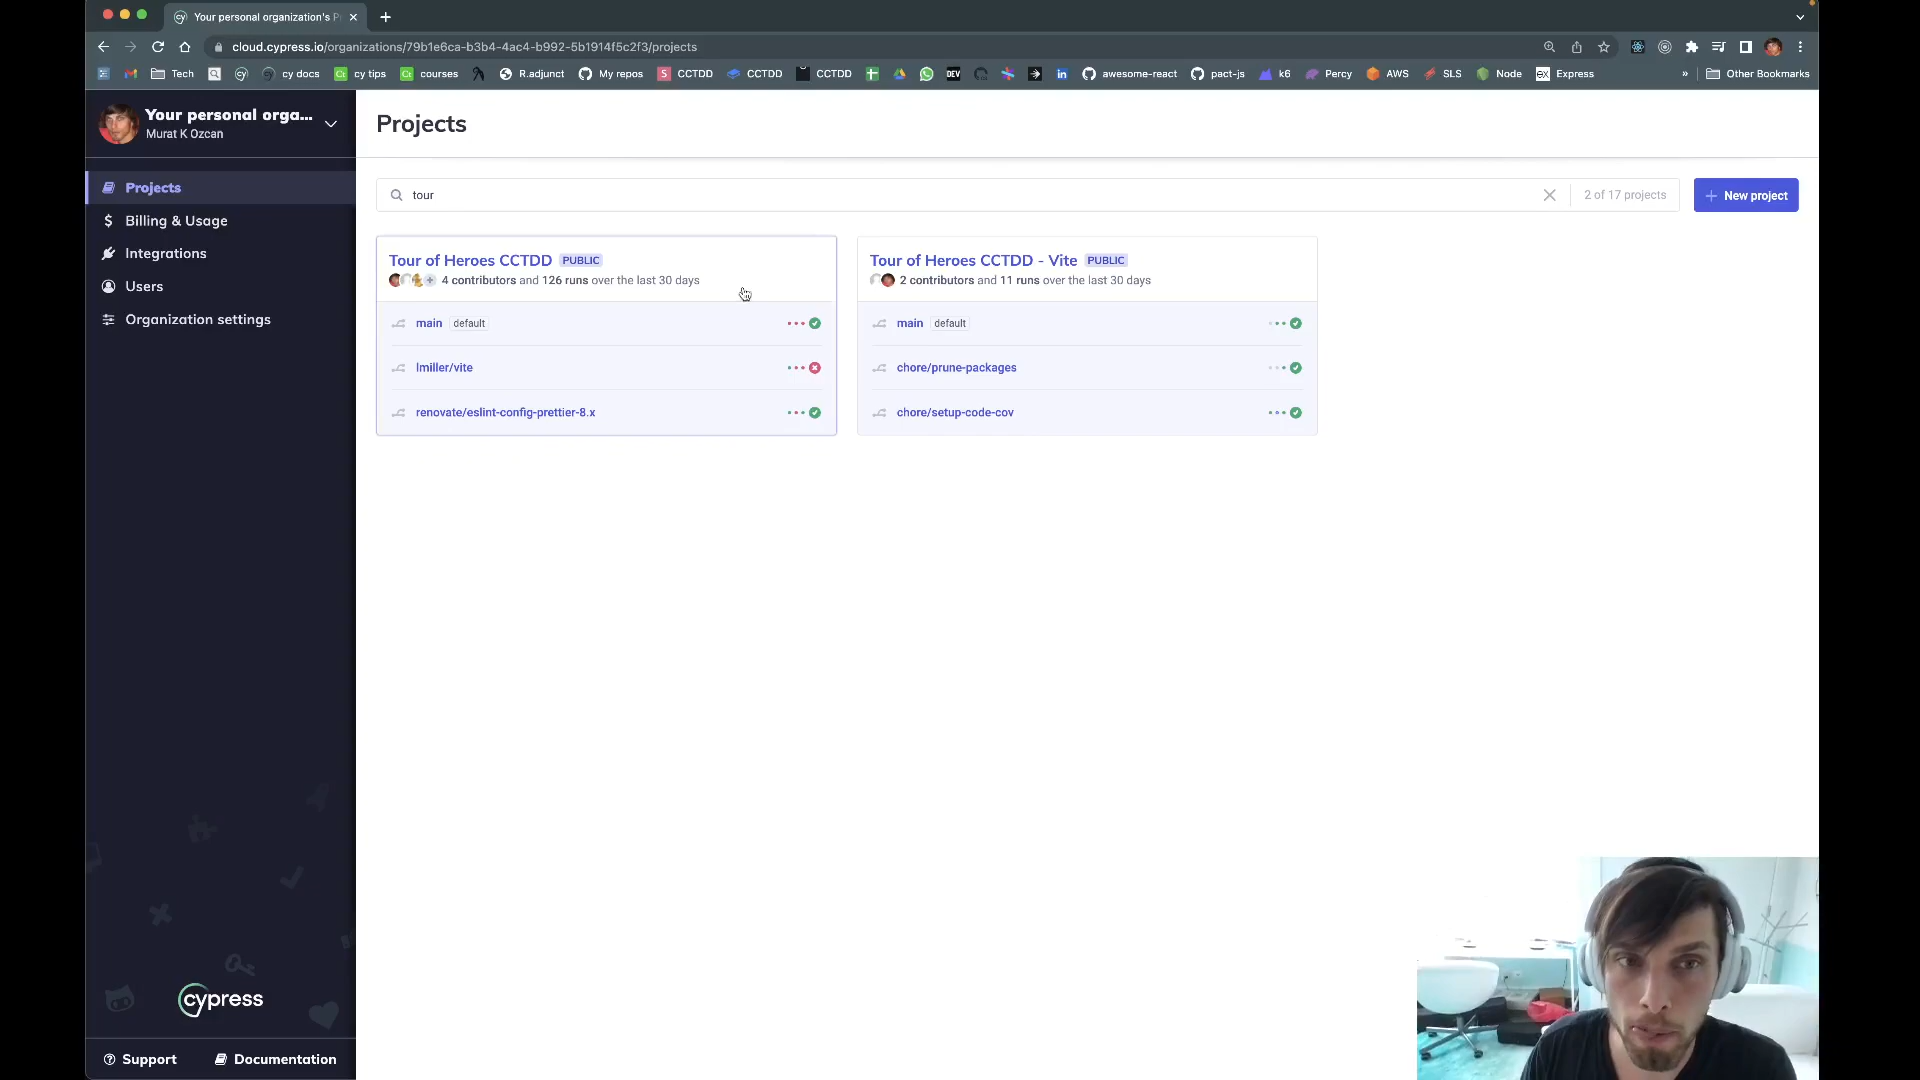 Your personal organization's P
cloud.cypress.io/organizations/79b1e6ca-b3b4-4ac4-b992-5b1914f5c2f3/projects
Tech
cy docs
cy tips
courses
R.adjunct
My repos
CCTDD
CCTDD
CCTDD
awesome-react
pact-js
k6
Percy
AWS
SLS
Node
Express
»
Other Bookmarks
Your personal orga...
Murat K Ozcan
Projects
Billing & Usage
Integrations
Users
Organization settings
cypress
Support
Documentation
Projects
tour
2 of 17 projects
New project
Tour of Heroes CCTDD PUBLIC
4 contributors and 126 runs over the last 30 days
main default
lmiller/vite
renovate/eslint-config-prettier-8.x
Tour of Heroes CCTDD - Vite PUBLIC
2 contributors and 11 runs over the last 30 days
main default
chore/prune-packages
chore/setup-code-cov